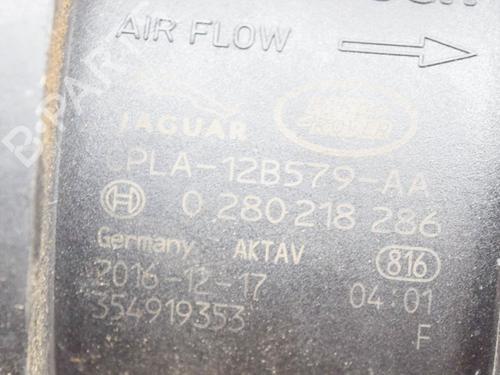 AIR FLOW
JAGUAR
LAND ROVER
CPLA-12B579-AA
0 280 218 286
Germany AKTAV 816
2016-12-17 04:01
354919353 F
B-PARTS